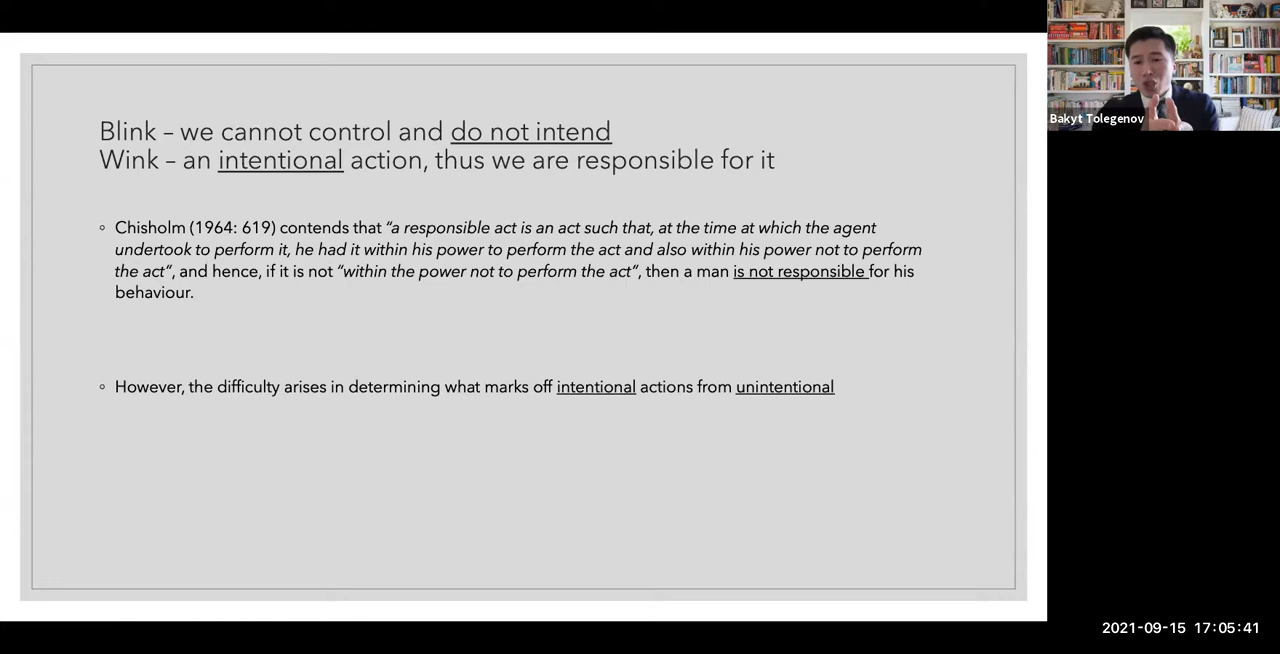 Blink – we cannot control and do not intend
Wink – an intentional action, thus we are responsible for it
◦ Chisholm (1964: 619) contends that “a responsible act is an act such that, at the time at which the agent
undertook to perform it, he had it within his power to perform the act and also within his power not to perform
the act”, and hence, if it is not “within the power not to perform the act”, then a man is not responsible for his
behaviour.
◦ However, the difficulty arises in determining what marks off intentional actions from unintentional
Bakyt Tolegenov
2021-09-15 17:05:41